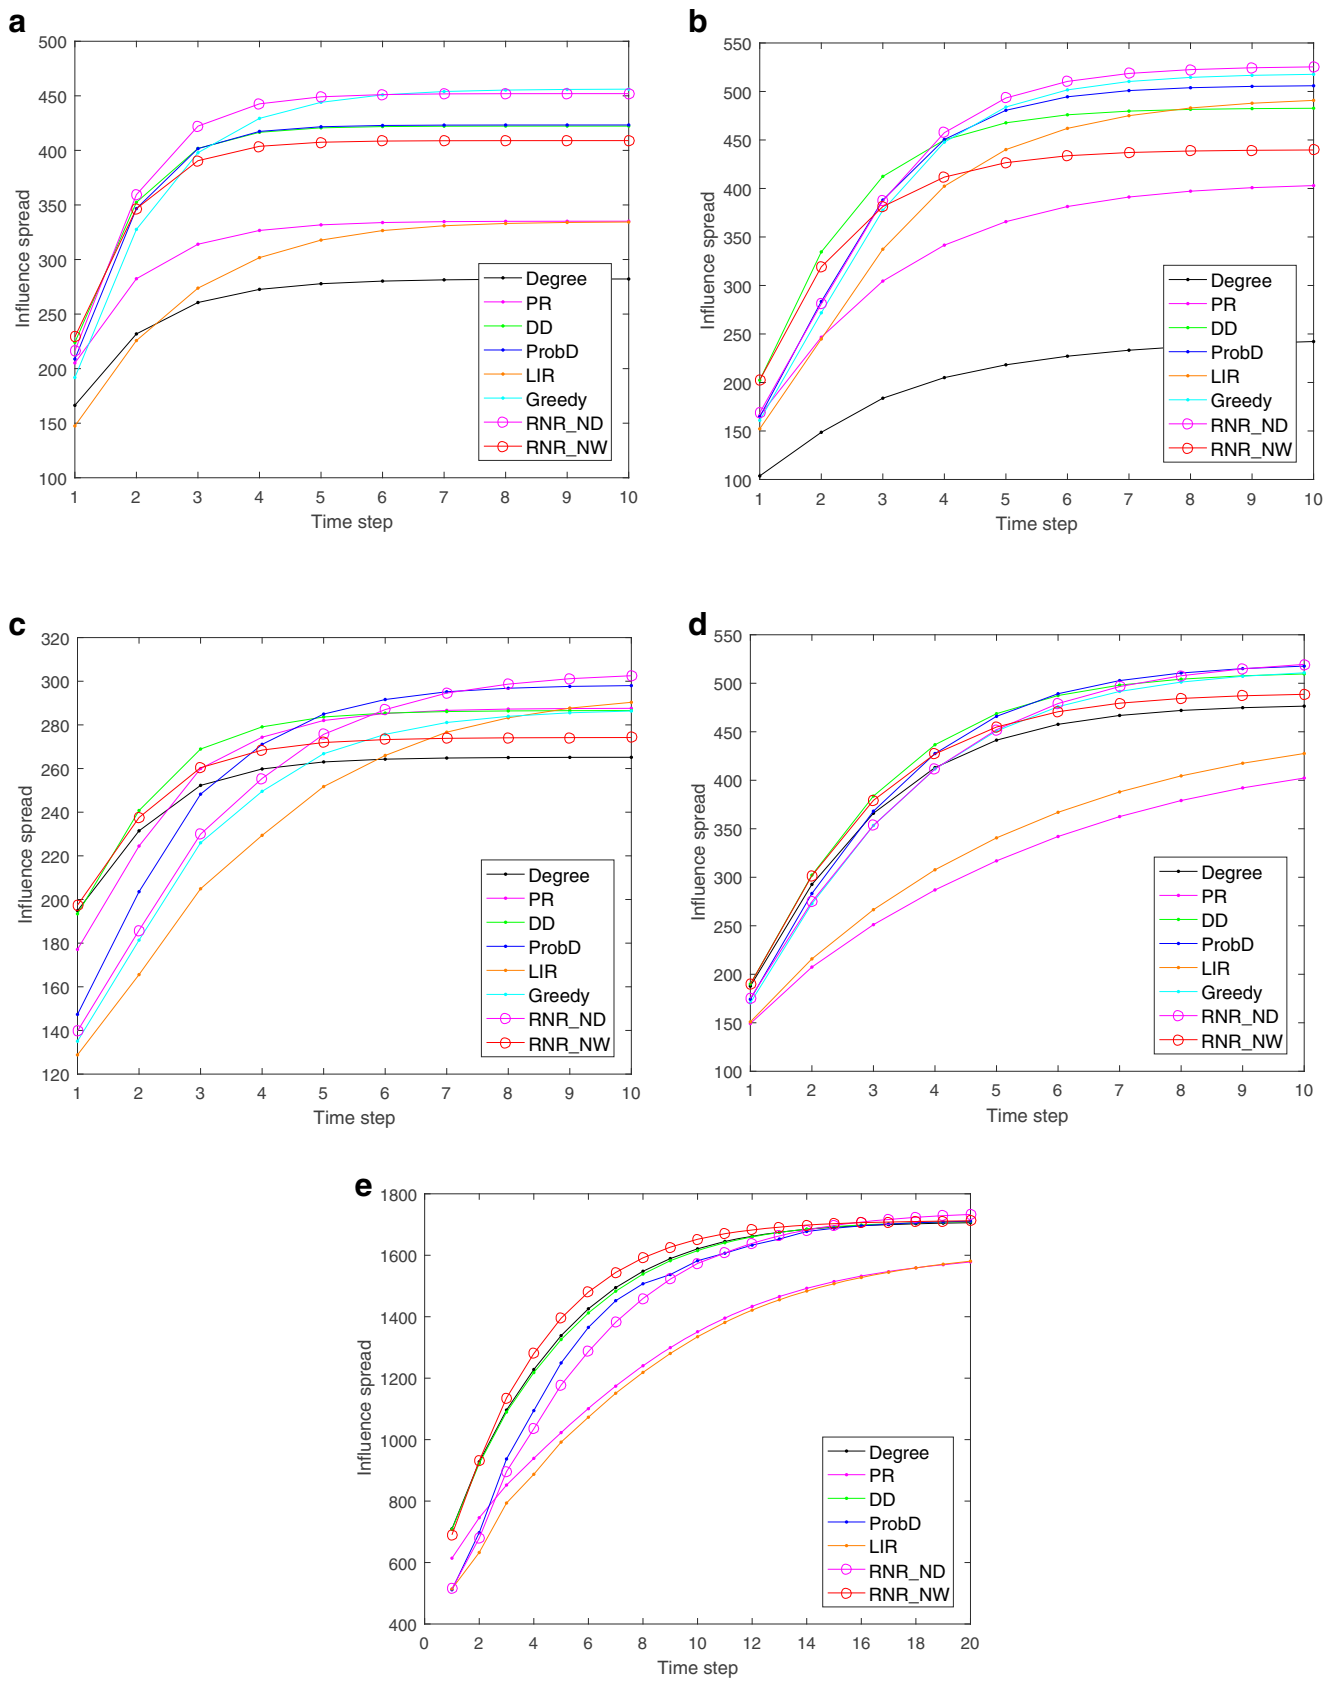 a
500
450
400
350
300
250
200
150
100
Influence spread
1 2 3 4 5 6 7 8 9 10
Time step
Degree
PR
DD
ProbD
LIR
Greedy
RNR_ND
RNR_NW
b
550
500
450
400
350
300
250
200
150
100
Influence spread
1 2 3 4 5 6 7 8 9 10
Time step
Degree
PR
DD
ProbD
LIR
Greedy
RNR_ND
RNR_NW
c
320
300
280
260
240
220
200
180
160
140
120
Influence spread
1 2 3 4 5 6 7 8 9 10
Time step
Degree
PR
DD
ProbD
LIR
Greedy
RNR_ND
RNR_NW
d
550
500
450
400
350
300
250
200
150
100
Influence spread
1 2 3 4 5 6 7 8 9 10
Time step
Degree
PR
DD
ProbD
LIR
Greedy
RNR_ND
RNR_NW
e
1800
1600
1400
1200
1000
800
600
400
Influence spread
0 2 4 6 8 10 12 14 16 18 20
Time step
Degree
PR
DD
ProbD
LIR
RNR_ND
RNR_NW